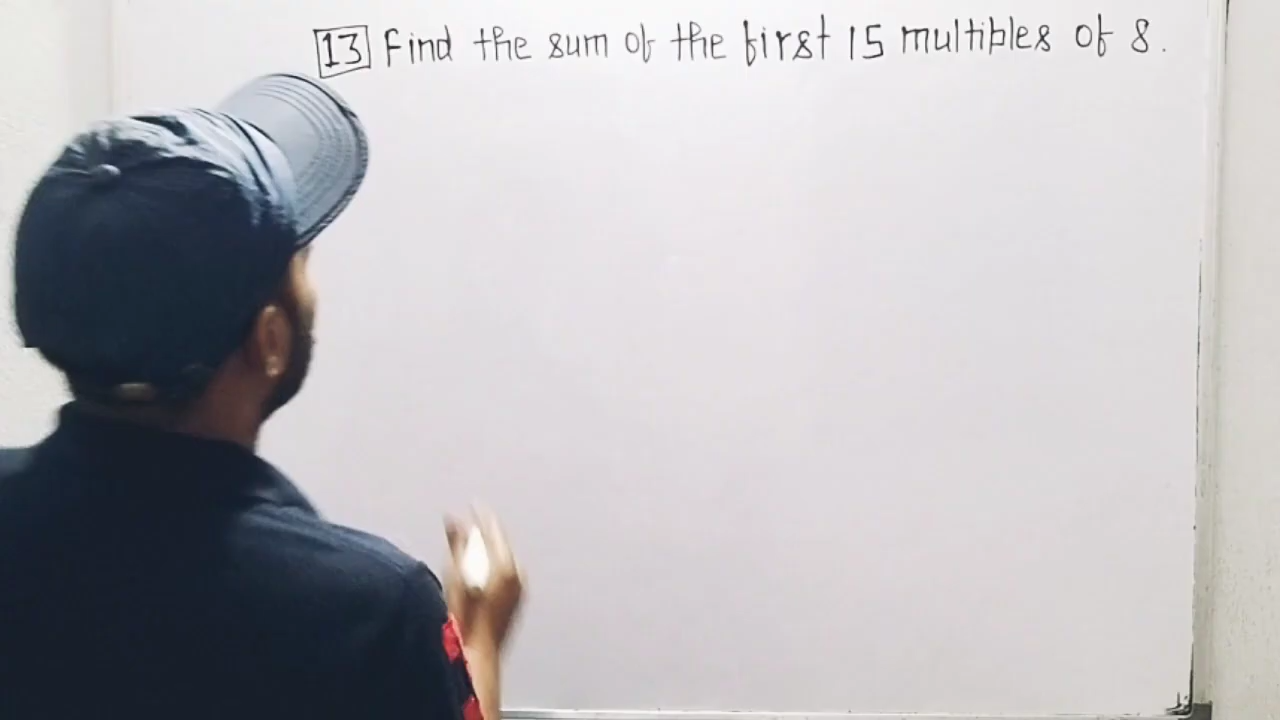 13 Find the sum of the first 15 multiples of 8.